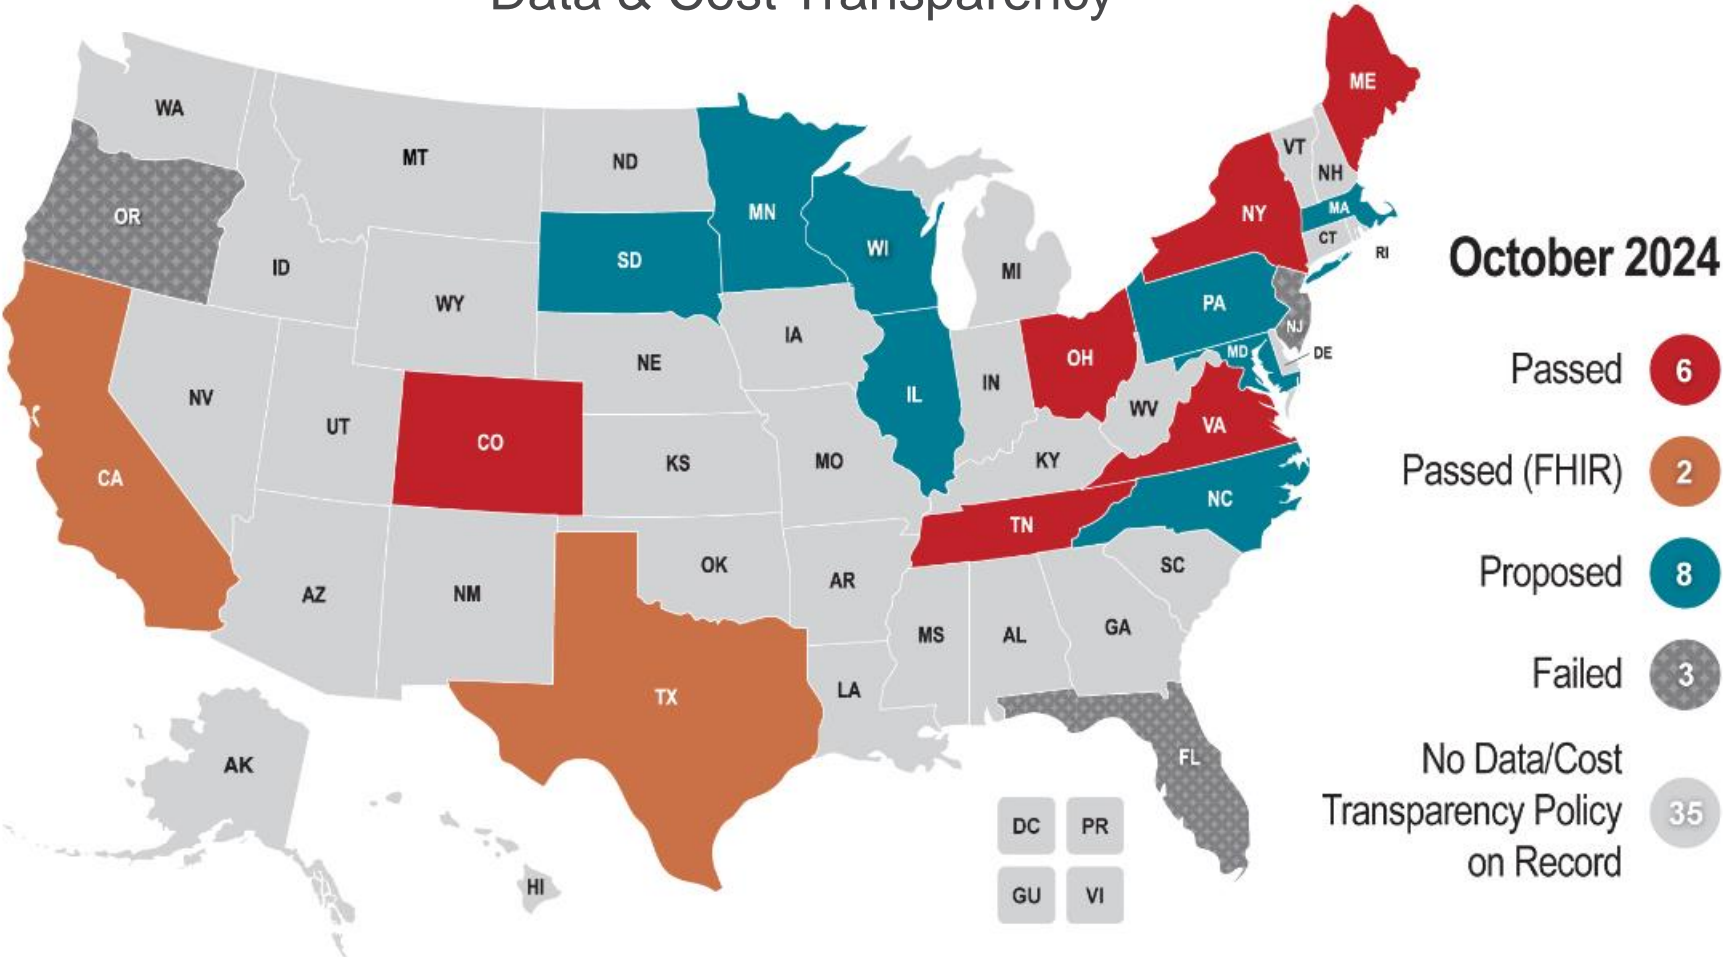 Data & Cost Transparency
ME
WA
VT
MT
ND
NH
OR
MN
NY
MA
WI
CT
RI
SD
ID
MI
October 2024
WY
PA
NJ
IA
MD
DE
OH
NE
IN
Passed 6
NV
IL
WV
UT
VA
CO
KS
MO
KY
Passed (FHIR) 2
CA
NC
TN
OK
SC
AR
Proposed 8
AZ
NM
GA
MS
AL
Failed 3
LA
TX
FL
AK
No Data/Cost
Transparency Policy 35
on Record
DC PR
HI
GU VI